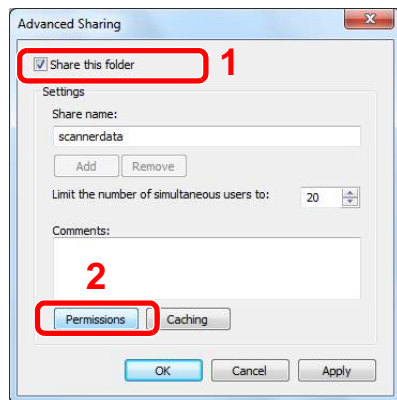 Advanced Sharing
Share this folder 1
Settings
Share name:
scannerdata
Add Remove
Limit the number of simultaneous users to: 20
Comments:
2
Permissions Caching
OK Cancel Apply